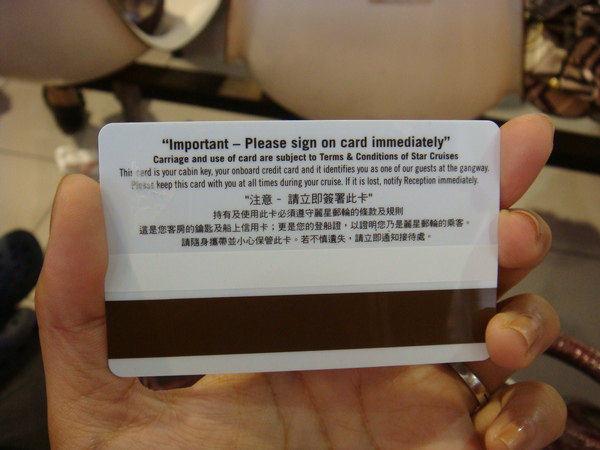 "Important – Please sign on card immediately"
Carriage and use of card are subject to Terms & Conditions of Star Cruises
This card is your cabin key, your onboard credit card and it identifies you as one of our guests at the gangway.
Please keep this card with you at all times during your cruise. If it is lost, notify Reception immediately.
"注意 - 請立即簽署此卡"
持有及使用此卡必須遵守麗星郵輪的條款及規則
這是您客房的鑰匙及船上信用卡；更是您的登船證，以證明您乃是麗星郵輪的乘客。
請隨身攜帶並小心保管此卡。若不慎遺失，請立即通知接待處。